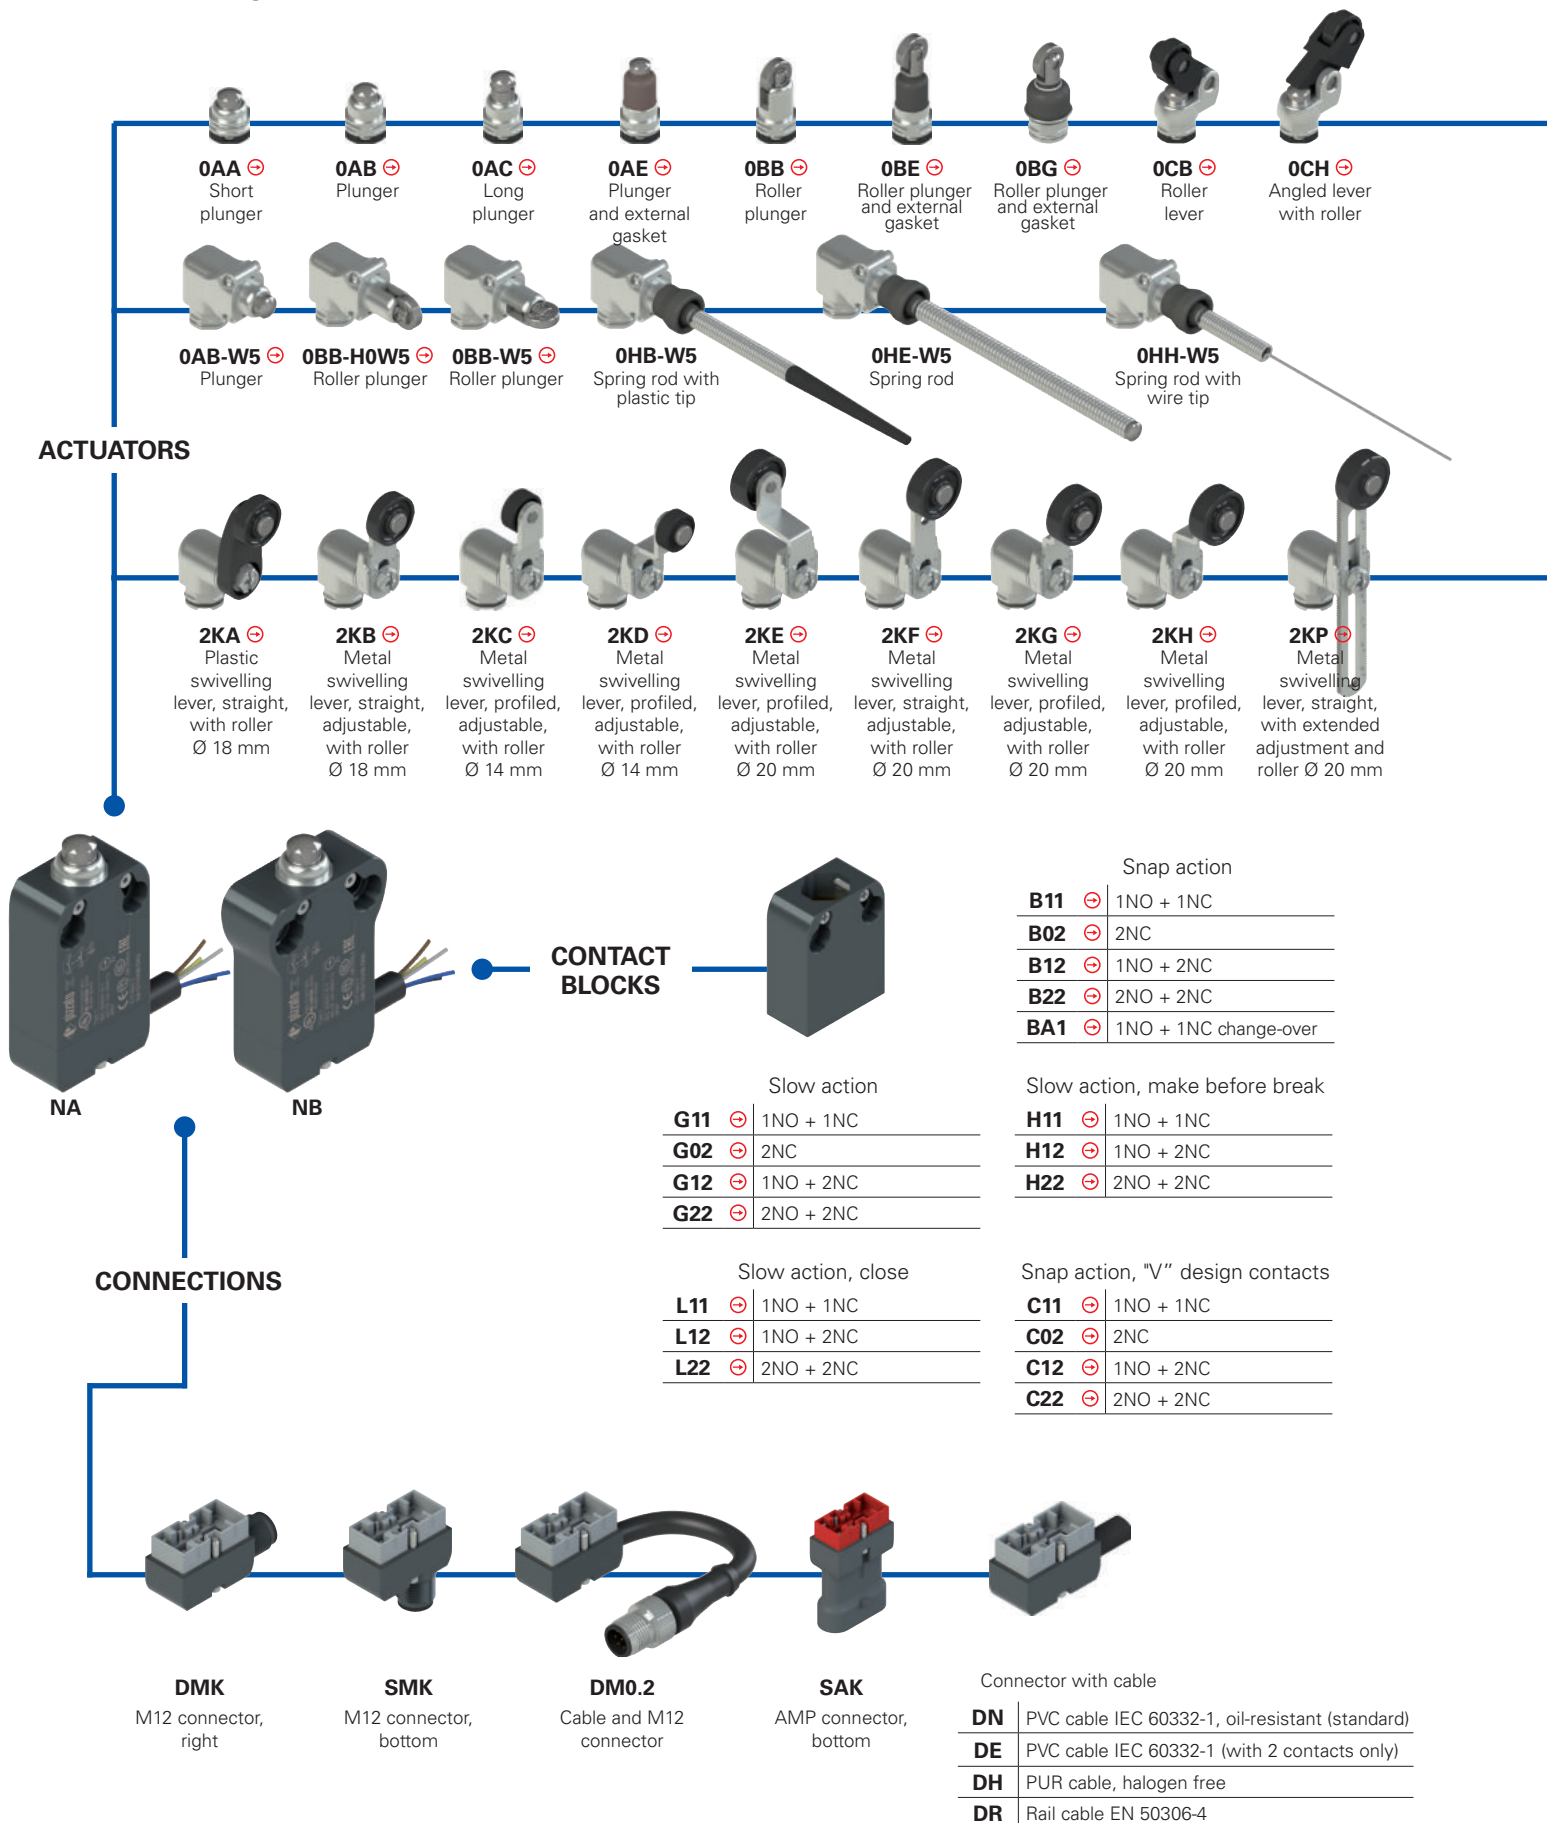 0AA
Short
plunger
0AB
Plunger
0AC
Long
plunger
0AE
Plunger
and external
gasket
0BB
Roller
plunger
0BE
Roller plunger
and external
gasket
0BG
Roller plunger
and external
gasket
0CB
Roller
lever
0CH
Angled lever
with roller
0AB-W5
Plunger
0BB-H0W5
Roller plunger
0BB-W5
Roller plunger
0HB-W5
Spring rod with
plastic tip
0HE-W5
Spring rod
0HH-W5
Spring rod with
wire tip
ACTUATORS
2KA
Plastic
swivelling
lever, straight,
with roller
Ø 18 mm
2KB
Metal
swivelling
lever, straight,
adjustable,
with roller
Ø 18 mm
2KC
Metal
swivelling
lever, profiled,
adjustable,
with roller
Ø 14 mm
2KD
Metal
swivelling
lever, profiled,
adjustable,
with roller
Ø 14 mm
2KE
Metal
swivelling
lever, profiled,
adjustable,
with roller
Ø 20 mm
2KF
Metal
swivelling
lever, straight,
adjustable,
with roller
Ø 20 mm
2KG
Metal
swivelling
lever, profiled,
adjustable,
with roller
Ø 20 mm
2KH
Metal
swivelling
lever, profiled,
adjustable,
with roller
Ø 20 mm
2KP
Metal
swivelling
lever, straight,
with extended
adjustment and
roller Ø 20 mm
NA
NB
CONTACT
BLOCKS
Snap action
B11 1NO + 1NC
B02 2NC
B12 1NO + 2NC
B22 2NO + 2NC
BA1 1NO + 1NC change-over
Slow action
G11 1NO + 1NC
G02 2NC
G12 1NO + 2NC
G22 2NO + 2NC
Slow action, make before break
H11 1NO + 1NC
H12 1NO + 2NC
H22 2NO + 2NC
Slow action, close
L11 1NO + 1NC
L12 1NO + 2NC
L22 2NO + 2NC
Snap action, "V” design contacts
C11 1NO + 1NC
C02 2NC
C12 1NO + 2NC
C22 2NO + 2NC
CONNECTIONS
DMK
M12 connector,
right
SMK
M12 connector,
bottom
DM0.2
Cable and M12
connector
SAK
AMP connector,
bottom
Connector with cable
DN PVC cable IEC 60332-1, oil-resistant (standard)
DE PVC cable IEC 60332-1 (with 2 contacts only)
DH PUR cable, halogen free
DR Rail cable EN 50306-4